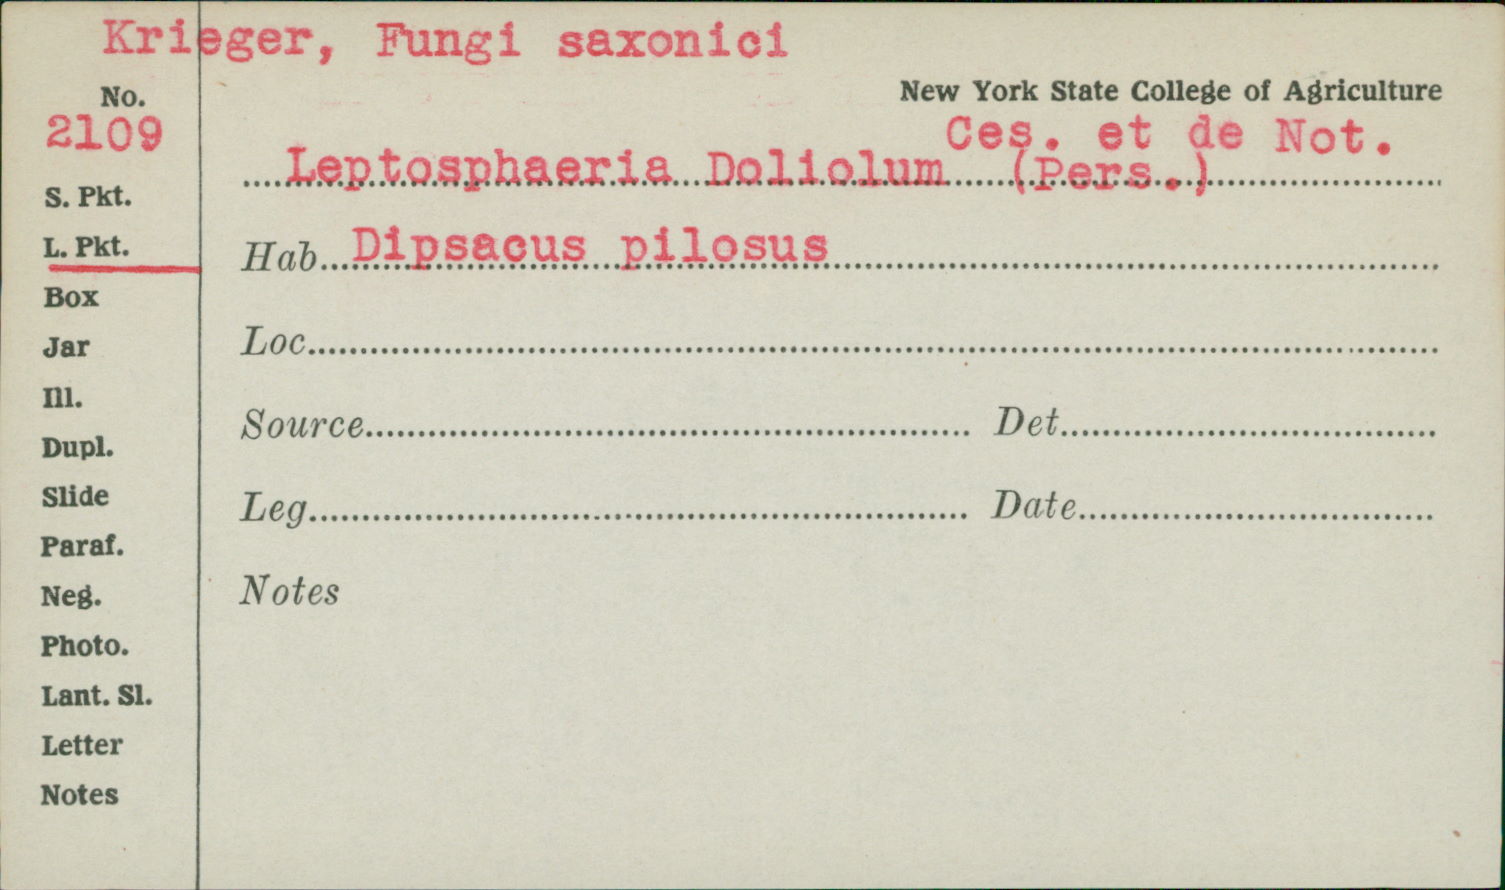 Krieger, Fungi saxonici
New York State College of Agriculture
No.
2109
Ces. et de Not.
Leptosphaeria Doliolum (Pers.)
S. Pkt.
L. Pkt.
Hab. Dipsacus pilosus
Box
Jar
Loc.
Ill.
Source Det.
Dupl.
Slide
Leg. Date
Paraf.
Neg.
Notes
Photo.
Lant. Sl.
Letter
Notes